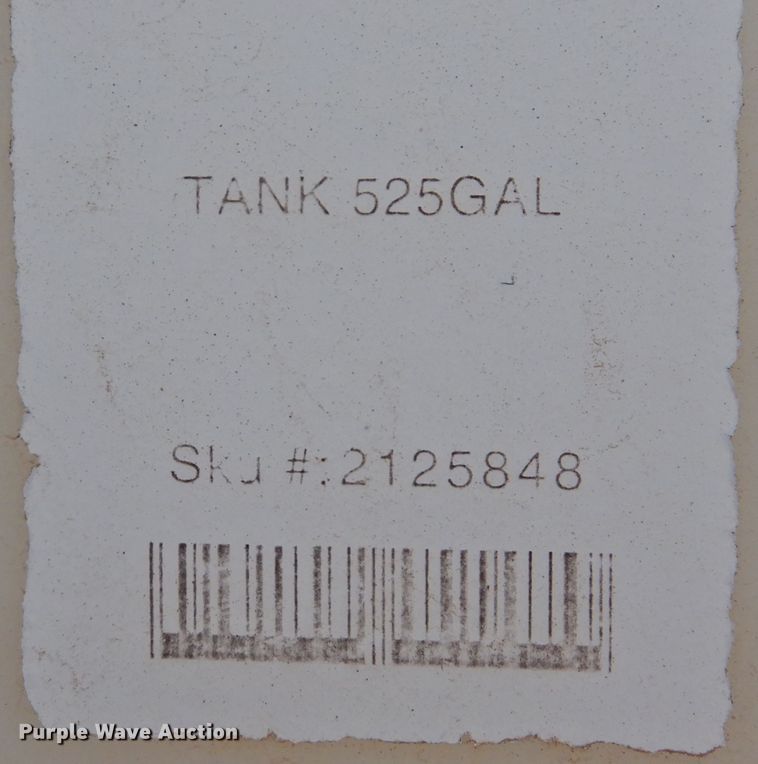 TANK 525GAL
Sku #:2125848
Purple Wave Auction